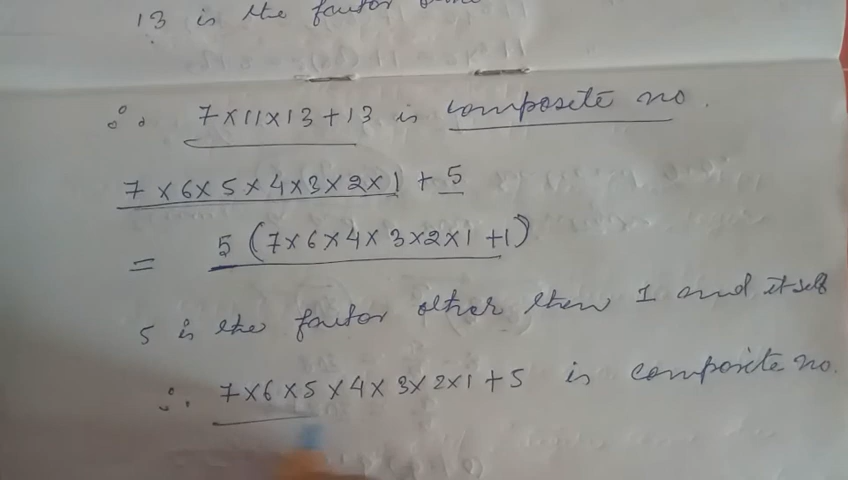 13 is the factor
∴ 7×11×13+13 is composite no.
7×6×5×4×3×2×1 + 5
= 5 (7×6×4×3×2×1 +1)
5 is the factor other then 1 and itself
∴ 7×6×5×4×3×2×1+5 is composite no.